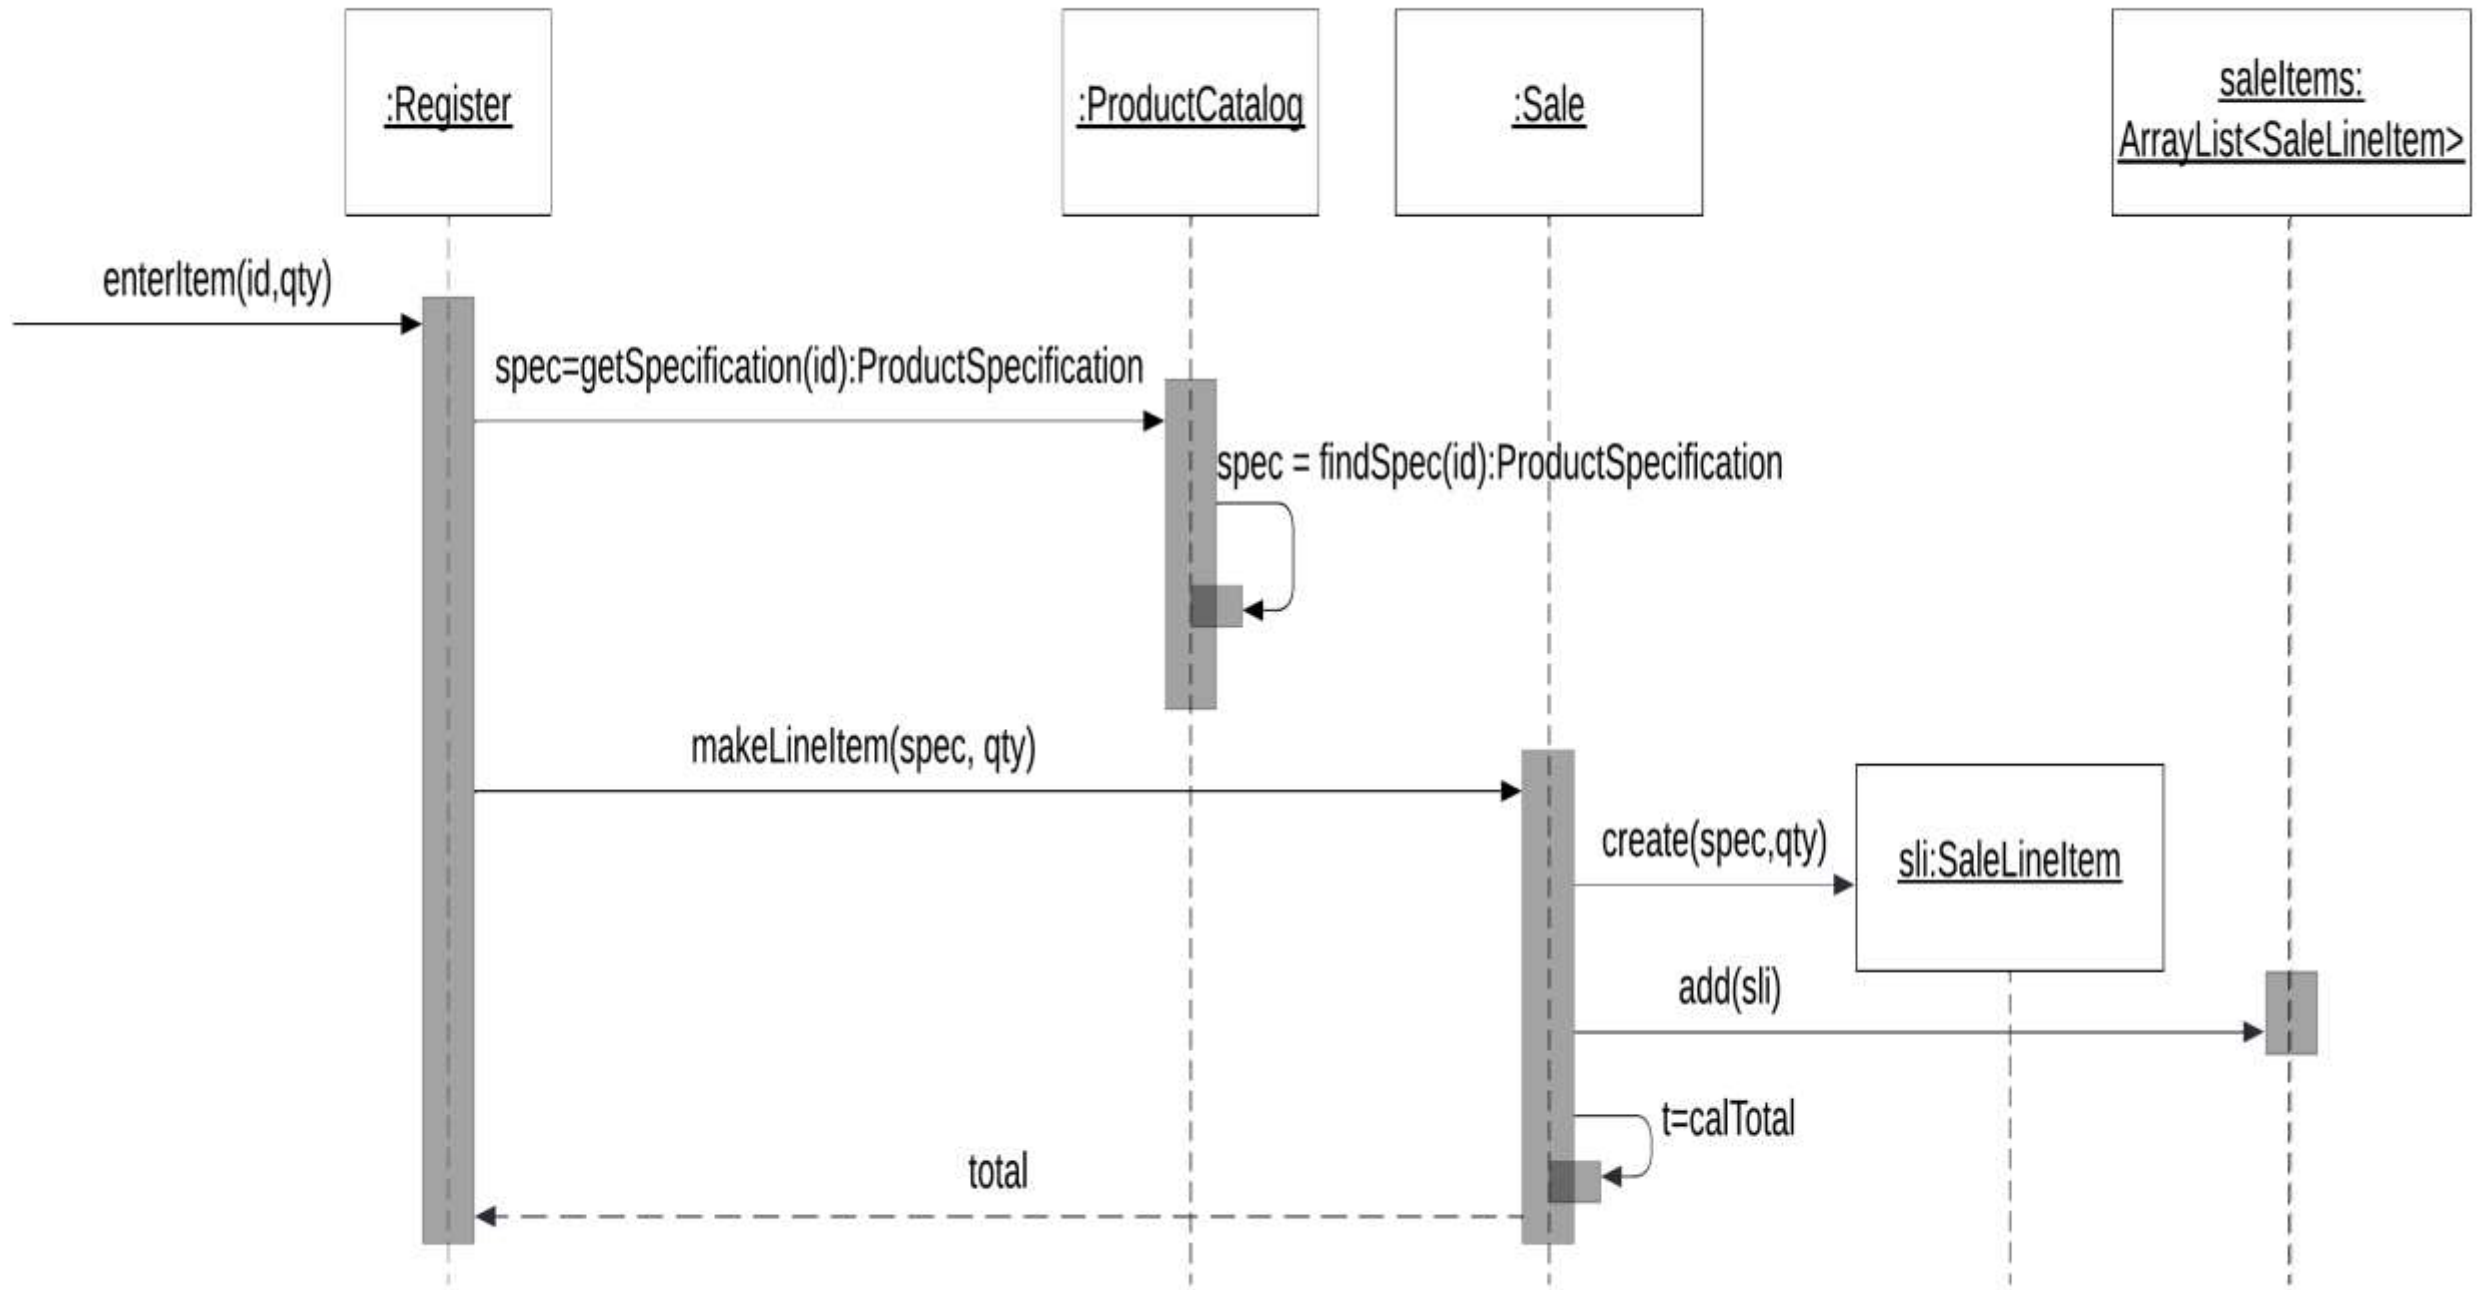 :Register
:ProductCatalog
:Sale
saleItems:
ArrayList<SaleLineItem>
enterItem(id,qty)
spec=getSpecification(id):ProductSpecification
spec = findSpec(id):ProductSpecification
makeLineItem(spec, qty)
create(spec,qty)
sli:SaleLineItem
add(sli)
t=calTotal
total